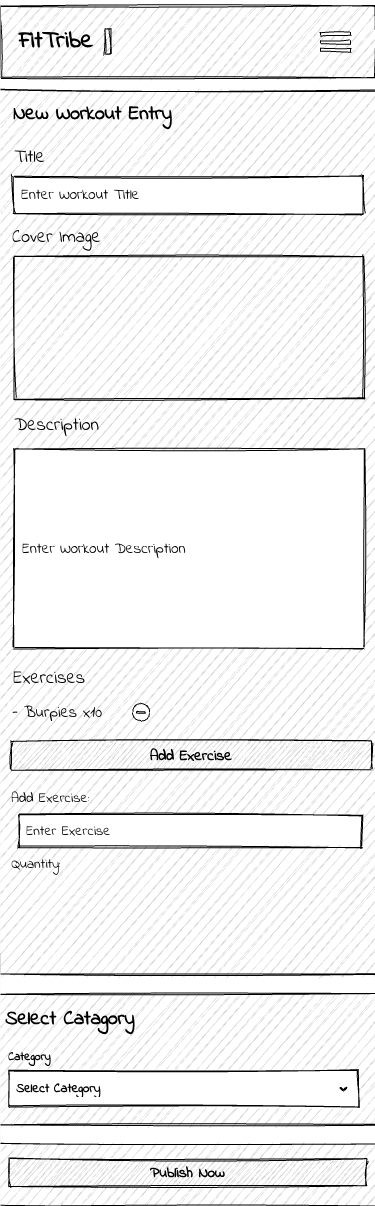 FitTribe
New Workout Entry
Title
Enter Workout Title
Cover Image
Description
Enter Workout Description
Exercises
- Burpies x10
Add Exercise
Add Exercise:
Enter Exercise
Quantity:
Select Catagory
Category
Select Category
Publish Now